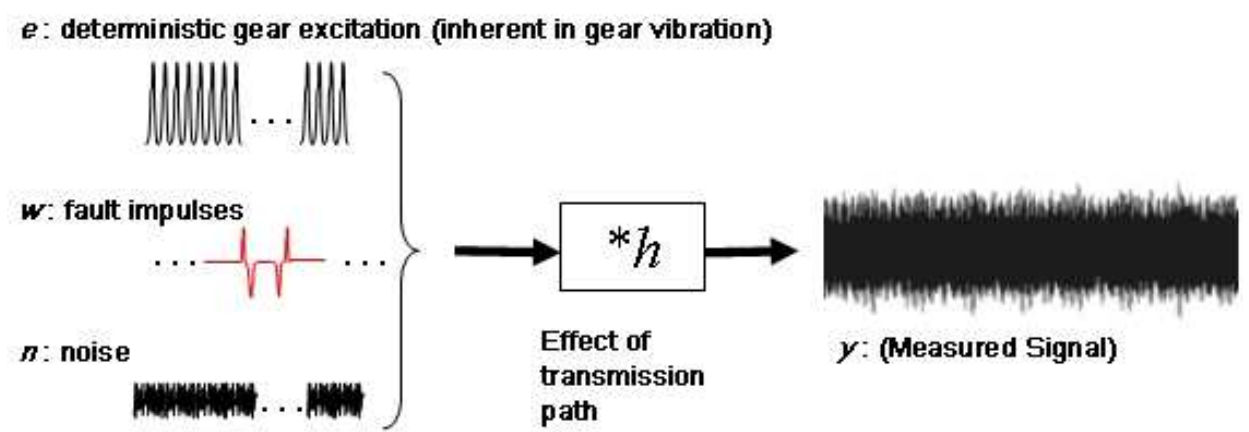 e: deterministic gear excitation (inherent in gear vibration)
. . .
w: fault impulses
. . . . . .
n: noise
. . .
*h
Effect of
transmission
path
y: (Measured Signal)